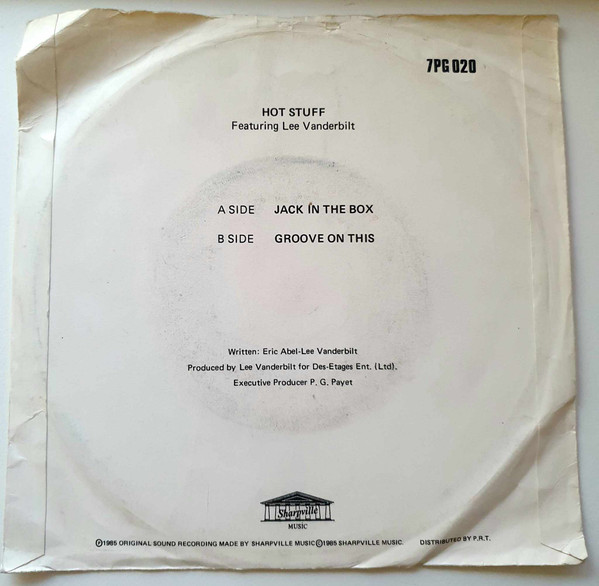 7PG 020
HOT STUFF
Featuring Lee Vanderbilt
A SIDE JACK IN THE BOX
B SIDE GROOVE ON THIS
Written: Eric Abel-Lee Vanderbilt
Produced by Lee Vanderbilt for Des-Etages Ent. (Ltd).
Executive Producer P. G. Payet
Sharpville
MUSIC
Ⓟ1985 ORIGINAL SOUND RECORDING MADE BY SHARPVILLE MUSIC©1985 SHARPVILLE MUSIC. DISTRIBUTED BY P.R.T.